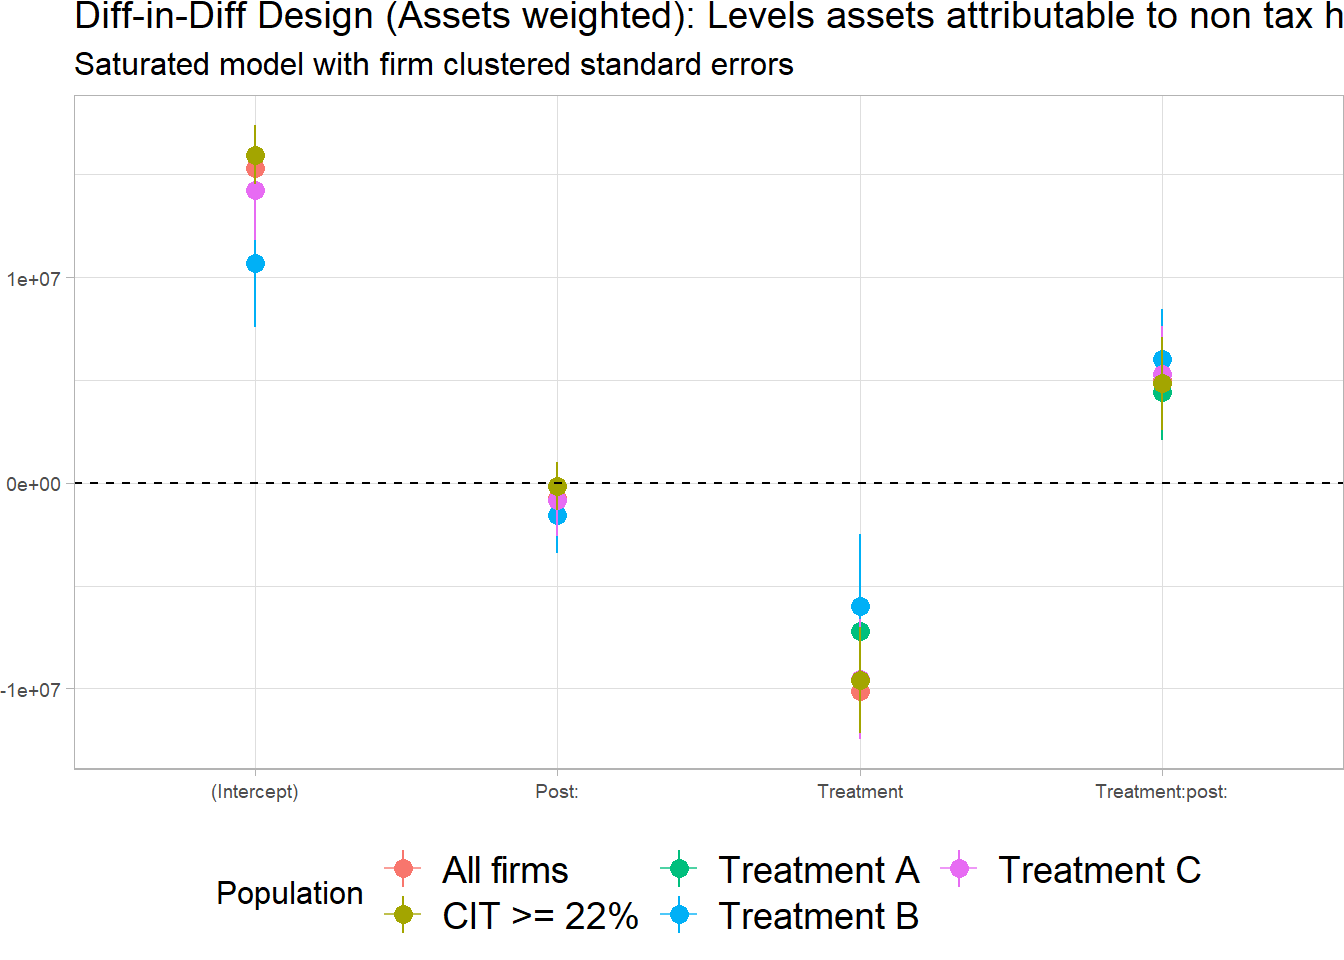 Diff-in-Diff Design (Assets weighted): Levels assets attributable to non tax h
Saturated model with firm clustered standard errors
1e+07
0e+00
-1e+07
(Intercept) Post: Treatment Treatment:post:
Population
All firms Treatment A Treatment C
CIT >= 22% Treatment B